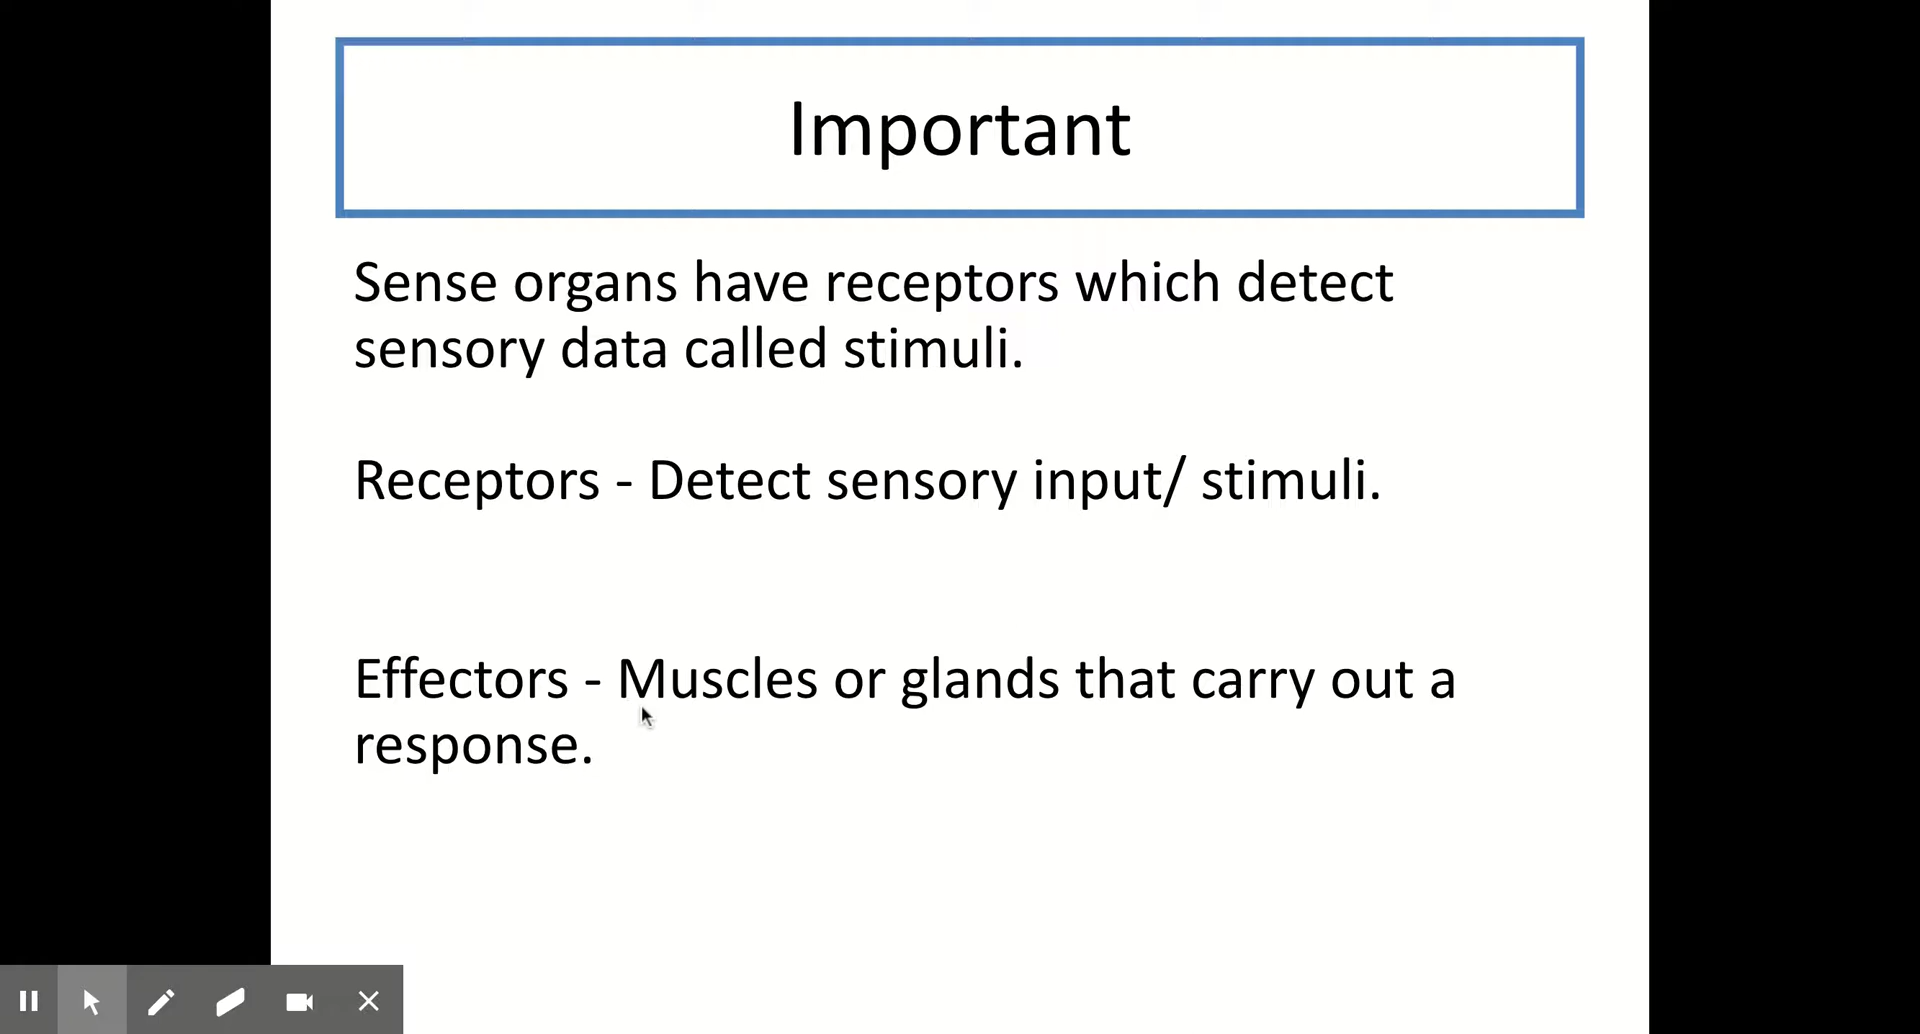 Important
Sense organs have receptors which detect
sensory data called stimuli.
Receptors - Detect sensory input/ stimuli.
Effectors - Muscles or glands that carry out a
response.